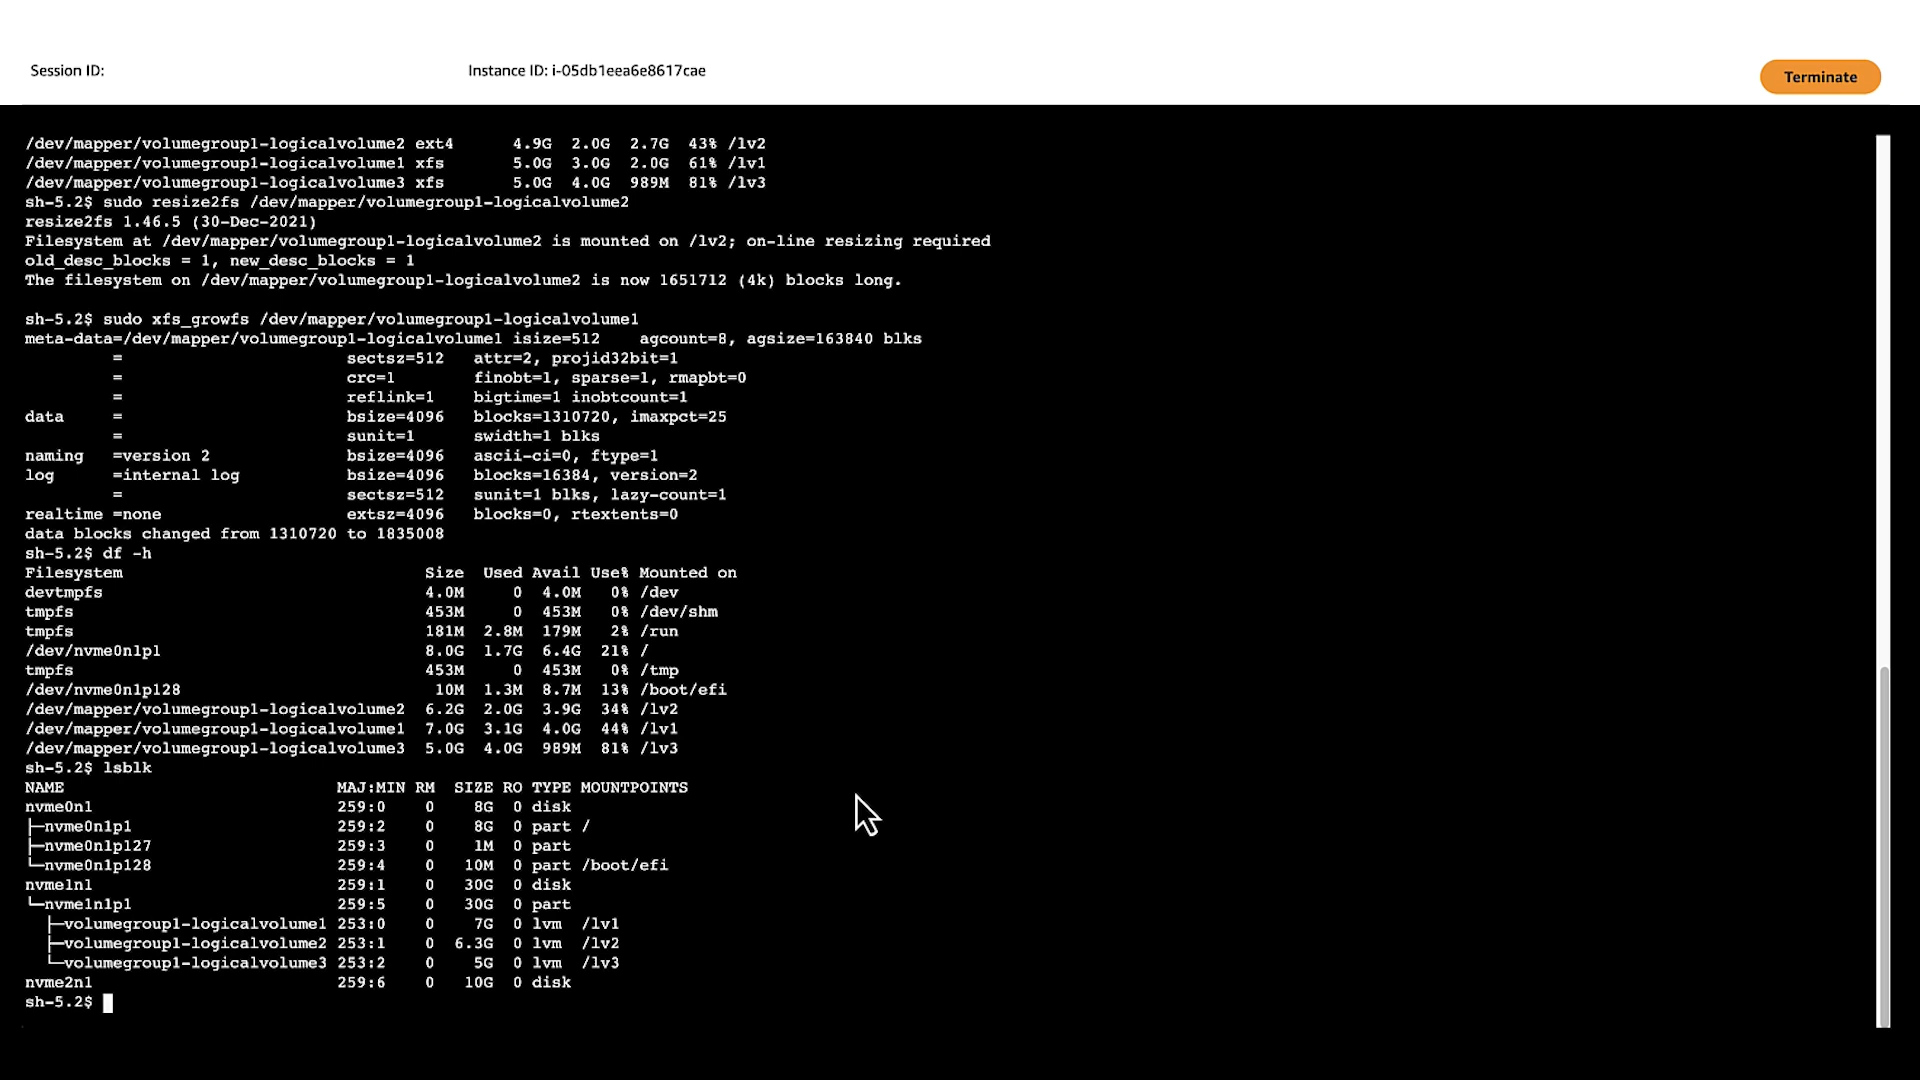 Session ID:
Instance ID: i-05db1eea6e8617cae
Terminate
/dev/mapper/volumegroup1-logicalvolume2 ext4      4.9G  2.0G  2.7G  43% /lv2
/dev/mapper/volumegroup1-logicalvolume1 xfs       5.0G  3.0G  2.0G  61% /lv1
/dev/mapper/volumegroup1-logicalvolume3 xfs       5.0G  4.0G  989M  81% /lv3
sh-5.2$ sudo resize2fs /dev/mapper/volumegroup1-logicalvolume2
resize2fs 1.46.5 (30-Dec-2021)
Filesystem at /dev/mapper/volumegroup1-logicalvolume2 is mounted on /lv2; on-line resizing required
old_desc_blocks = 1, new_desc_blocks = 1
The filesystem on /dev/mapper/volumegroup1-logicalvolume2 is now 1651712 (4k) blocks long.
sh-5.2$ sudo xfs_growfs /dev/mapper/volumegroup1-logicalvolume1
meta-data=/dev/mapper/volumegroup1-logicalvolume1 isize=512    agcount=8, agsize=163840 blks
         =                       sectsz=512   attr=2, projid32bit=1
         =                       crc=1        finobt=1, sparse=1, rmapbt=0
         =                       reflink=1    bigtime=1 inobtcount=1
data     =                       bsize=4096   blocks=1310720, imaxpct=25
         =                       sunit=1      swidth=1 blks
naming   =version 2              bsize=4096   ascii-ci=0, ftype=1
log      =internal log           bsize=4096   blocks=16384, version=2
         =                       sectsz=512   sunit=1 blks, lazy-count=1
realtime =none                   extsz=4096   blocks=0, rtextents=0
data blocks changed from 1310720 to 1835008
sh-5.2$ df -h
Filesystem                               Size  Used Avail Use% Mounted on
devtmpfs                                 4.0M     0  4.0M   0% /dev
tmpfs                                    453M     0  453M   0% /dev/shm
tmpfs                                    181M  2.8M  179M   2% /run
/dev/nvme0n1p1                           8.0G  1.7G  6.4G  21% /
tmpfs                                    453M     0  453M   0% /tmp
/dev/nvme0n1p128                          10M  1.3M  8.7M  13% /boot/efi
/dev/mapper/volumegroup1-logicalvolume2  6.2G  2.0G  3.9G  34% /lv2
/dev/mapper/volumegroup1-logicalvolume1  7.0G  3.1G  4.0G  44% /lv1
/dev/mapper/volumegroup1-logicalvolume3  5.0G  4.0G  989M  81% /lv3
sh-5.2$ lsblk
NAME                            MAJ:MIN RM  SIZE RO TYPE MOUNTPOINTS
nvme0n1                         259:0    0    8G  0 disk
├─nvme0n1p1                     259:2    0    8G  0 part /
├─nvme0n1p127                   259:3    0    1M  0 part
└─nvme0n1p128                   259:4    0   10M  0 part /boot/efi
nvme1n1                         259:1    0   30G  0 disk
└─nvme1n1p1                     259:5    0   30G  0 part
  ├─volumegroup1-logicalvolume1 253:0    0    7G  0 lvm  /lv1
  ├─volumegroup1-logicalvolume2 253:1    0  6.3G  0 lvm  /lv2
  └─volumegroup1-logicalvolume3 253:2    0    5G  0 lvm  /lv3
nvme2n1                         259:6    0   10G  0 disk
sh-5.2$